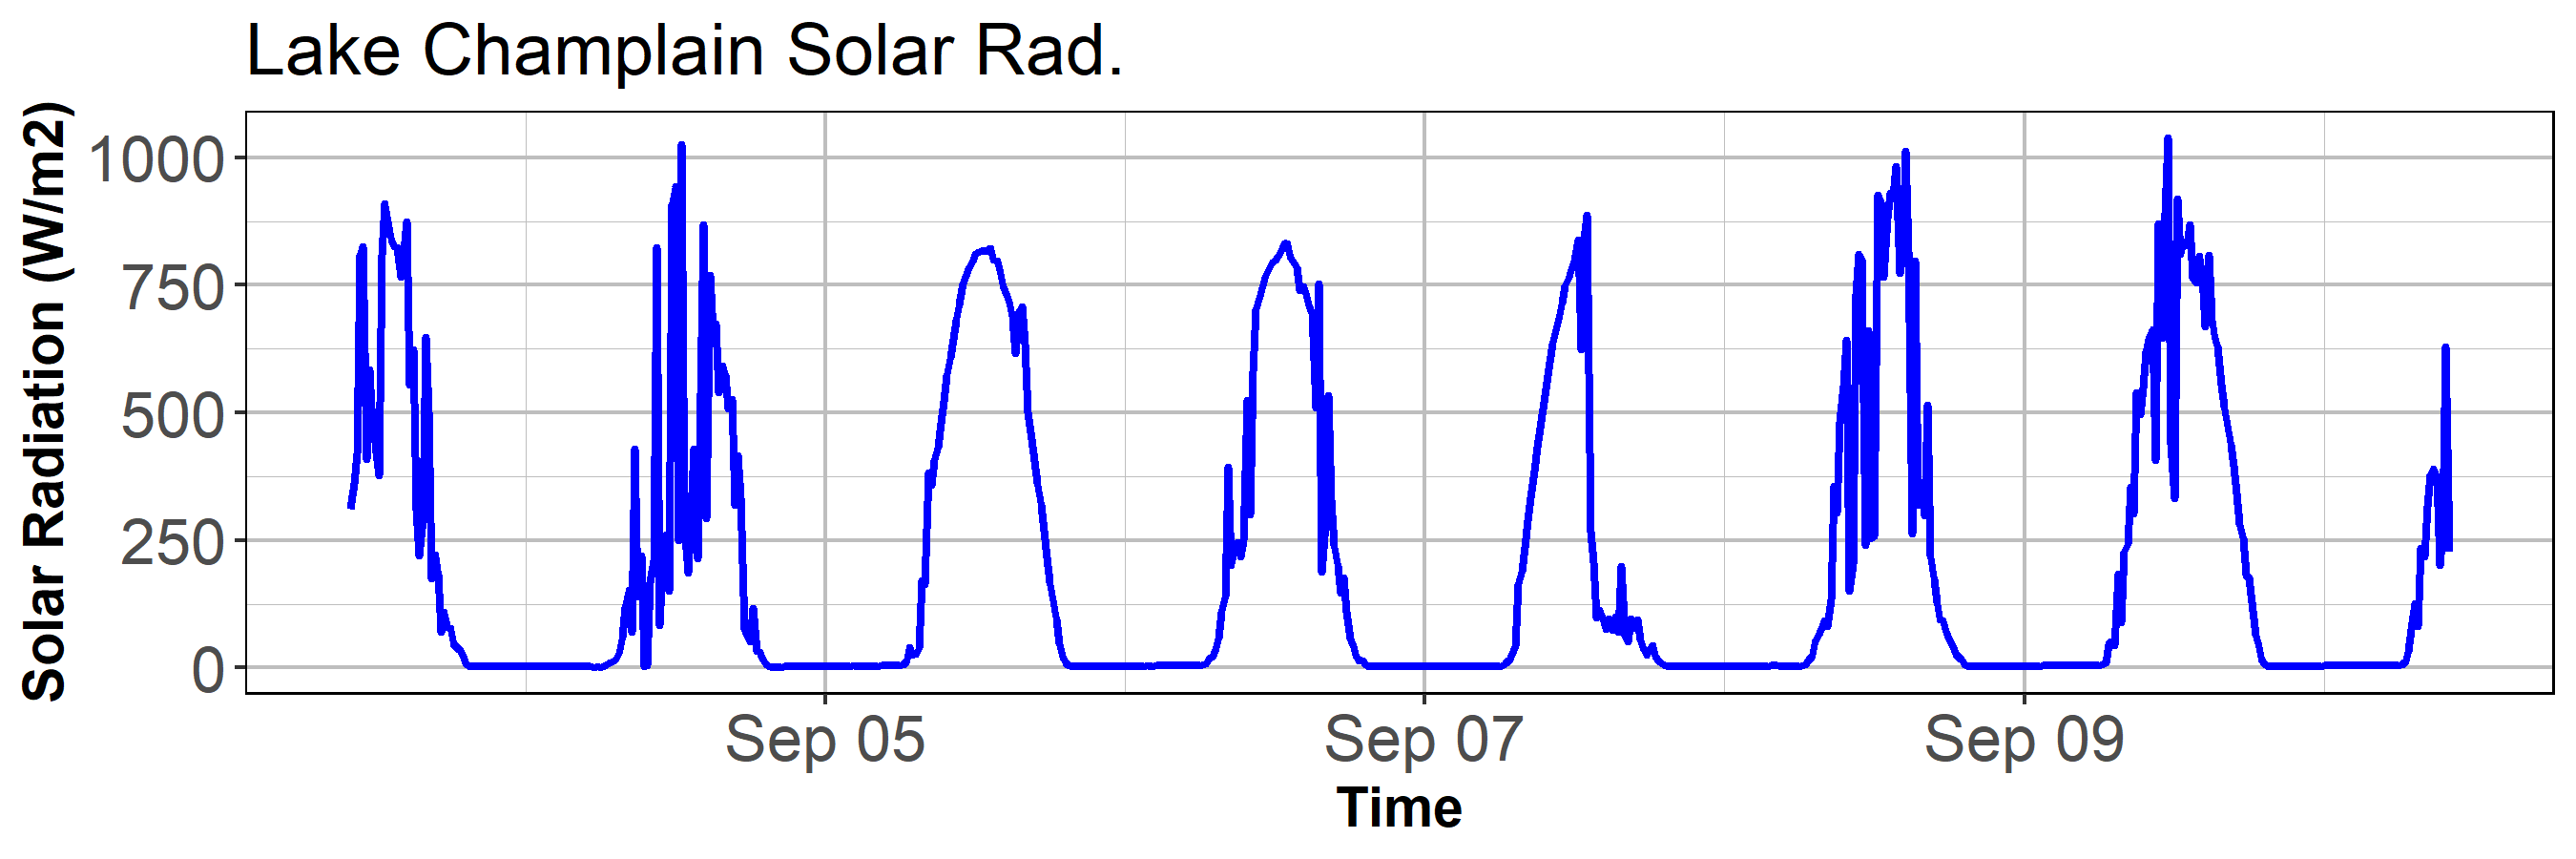 Lake Champlain Solar Rad.
Solar Radiation (W/m2)
1000
750
500
250
0
Sep 05
Sep 07
Sep 09
Time